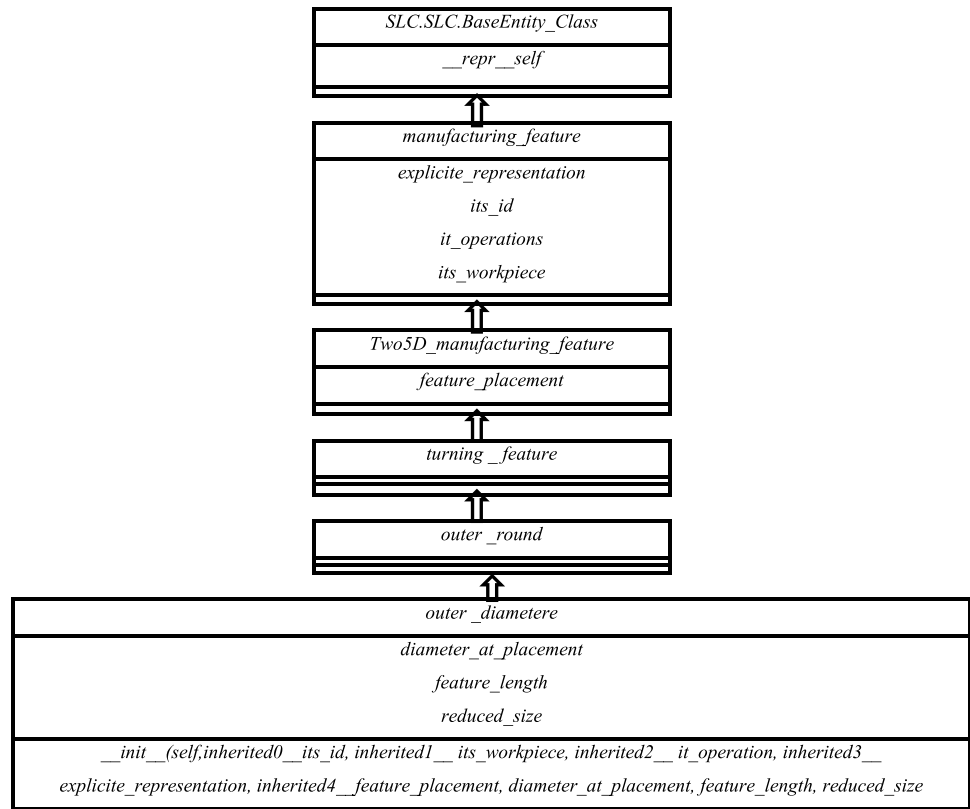 SLC.SLC.BaseEntity_Class
__repr__self
manufacturing_feature
explicite_representation
its_id
it_operations
its_workpiece
Two5D_manufacturing_feature
feature_placement
turning _ feature
outer _round
outer _diametere
diameter_at_placement
feature_length
reduced_size
__init__(self,inherited0__its_id, inherited1__ its_workpiece, inherited2__ it_operation, inherited3__
explicite_representation, inherited4__feature_placement, diameter_at_placement, feature_length, reduced_size